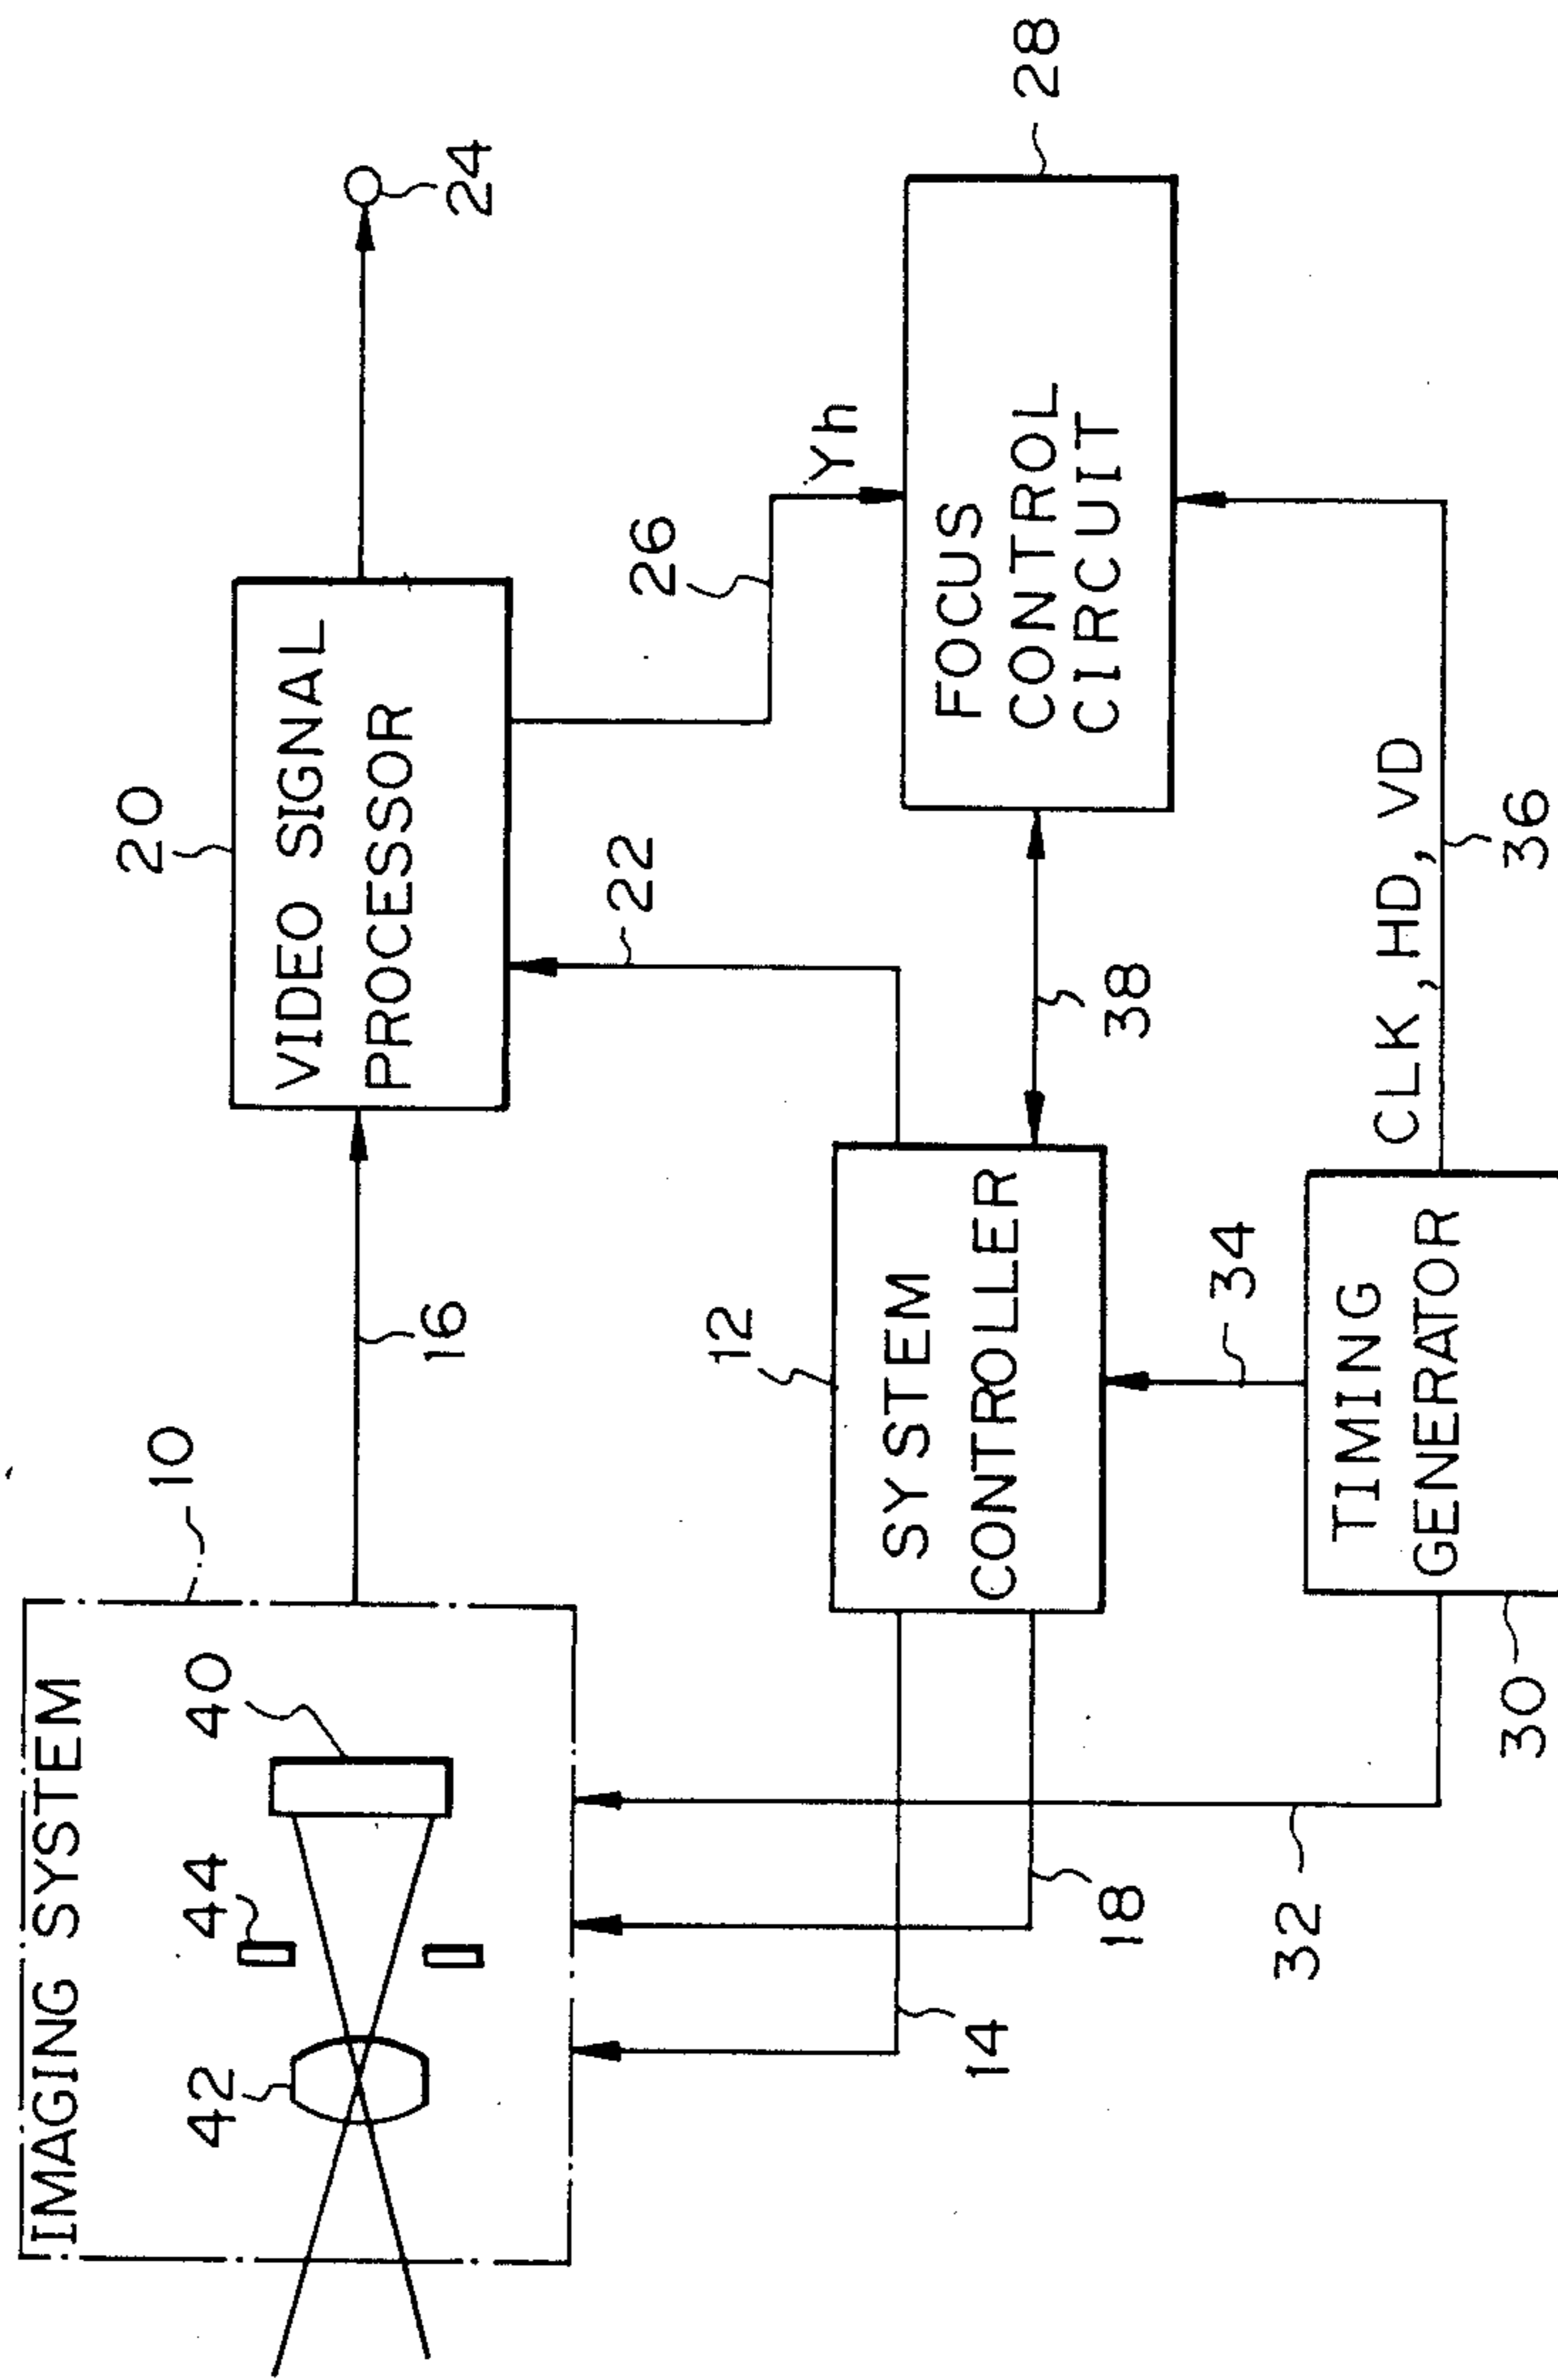 IMAGING SYSTEM
10
42
44
40
16
20
VIDEO SIGNAL
PROCESSOR
24
22
26
Yh
14
18
12
SYSTEM
CONTROLLER
38
FOCUS
CONTROL
CIRCUIT
28
32
34
30
TIMING
GENERATOR
CLK, HD, VD
36